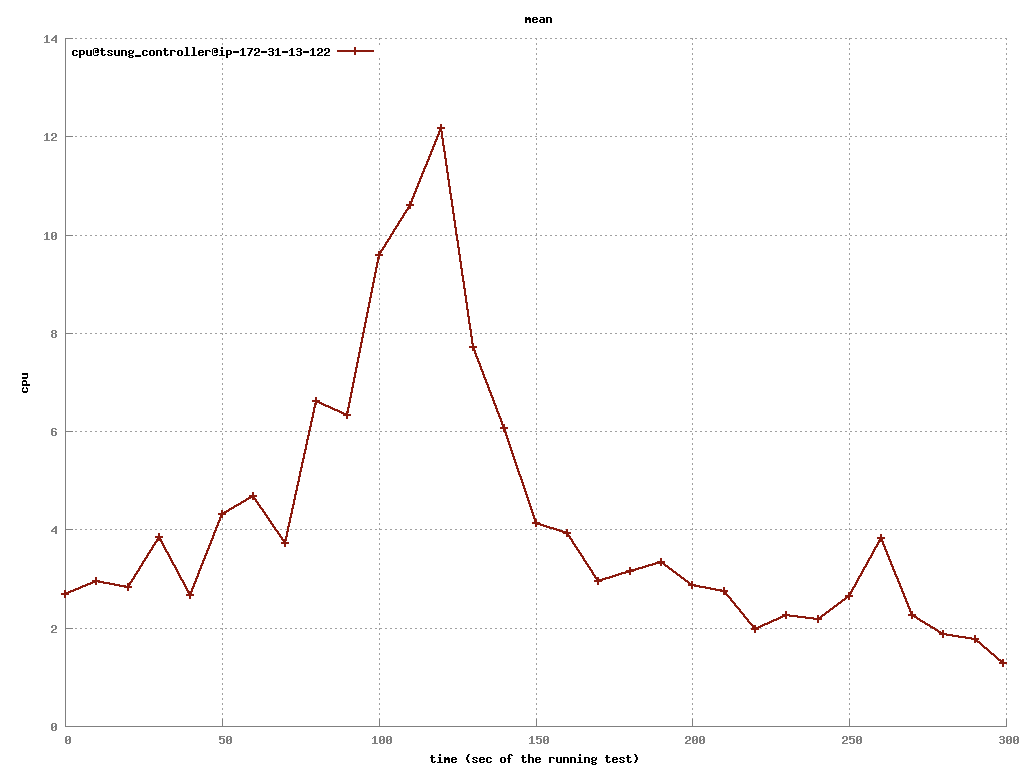 mean
cpu@tsung_controller@ip-172-31-13-122
14
12
10
8
6
4
2
0
cpu
0 50 100 150 200 250 300
time (sec of the running test)